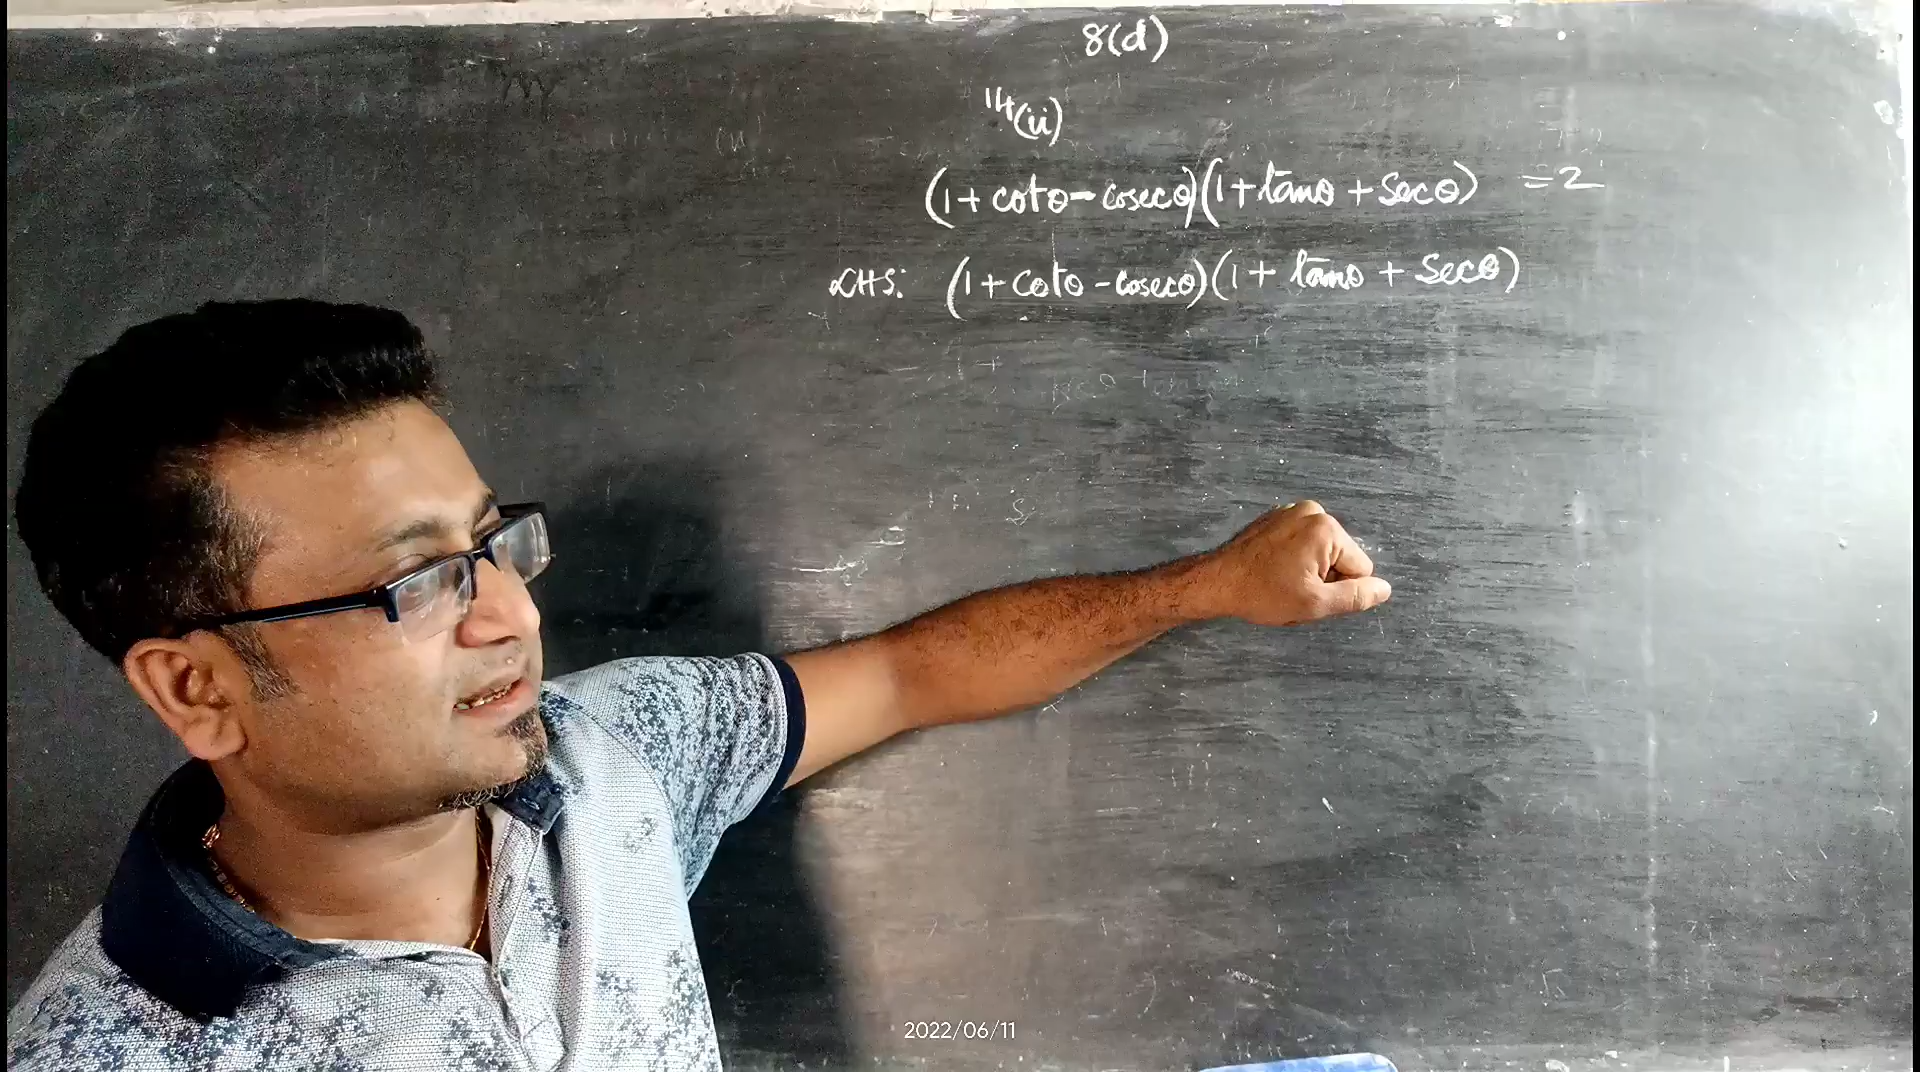 8(d)
14(ii)
(1+cotθ-cosecθ)(1+tanθ+secθ) =2
LHS: (1+cotθ-cosecθ)(1+tanθ+secθ)
2022/06/11